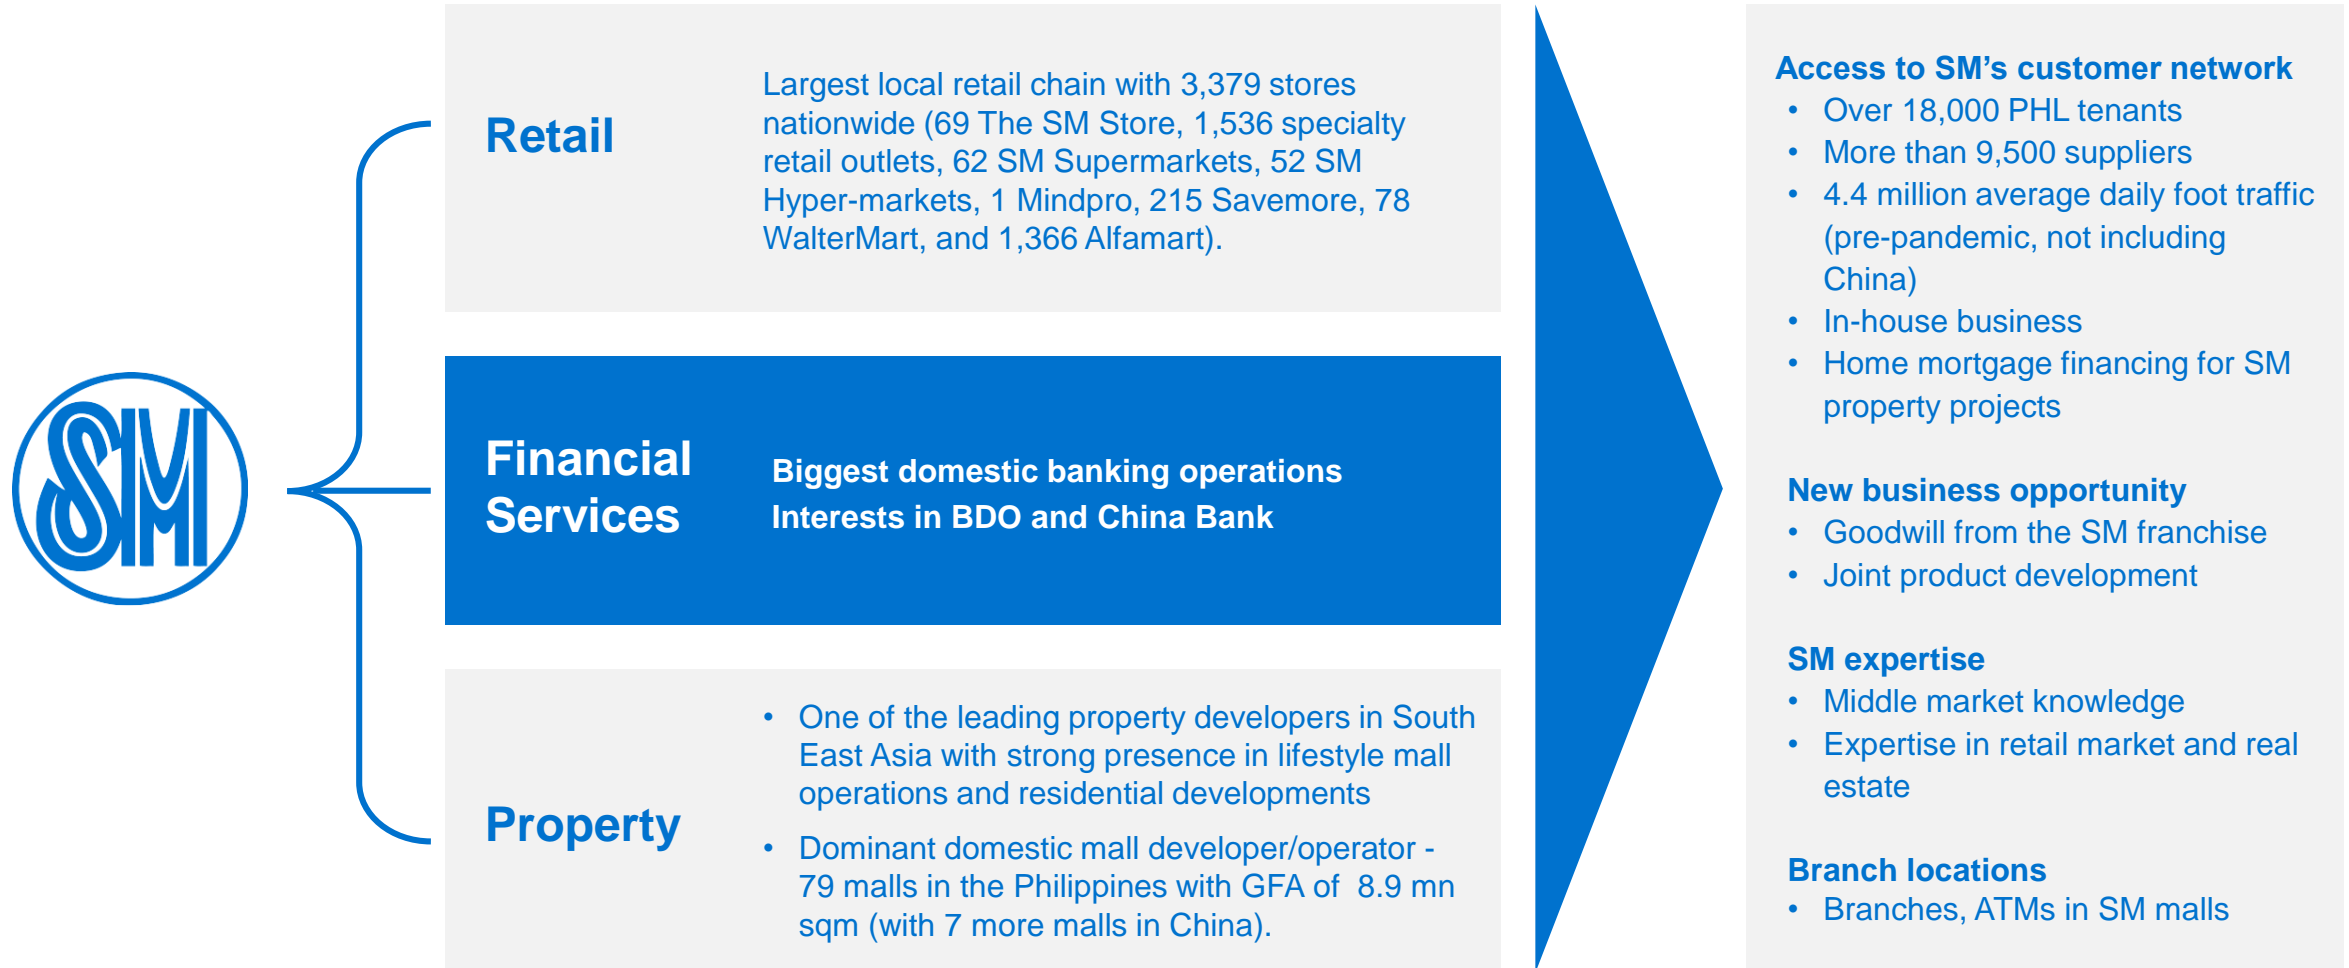 SM
Retail
Largest local retail chain with 3,379 stores
nationwide (69 The SM Store, 1,536 specialty
retail outlets, 62 SM Supermarkets, 52 SM
Hyper-markets, 1 Mindpro, 215 Savemore, 78
WalterMart, and 1,366 Alfamart).
Financial
Services
Biggest domestic banking operations
Interests in BDO and China Bank
Property
• One of the leading property developers in South
East Asia with strong presence in lifestyle mall
operations and residential developments
• Dominant domestic mall developer/operator -
79 malls in the Philippines with GFA of 8.9 mn
sqm (with 7 more malls in China).
Access to SM’s customer network
• Over 18,000 PHL tenants
• More than 9,500 suppliers
• 4.4 million average daily foot traffic
(pre-pandemic, not including
China)
• In-house business
• Home mortgage financing for SM
property projects
New business opportunity
• Goodwill from the SM franchise
• Joint product development
SM expertise
• Middle market knowledge
• Expertise in retail market and real
estate
Branch locations
• Branches, ATMs in SM malls